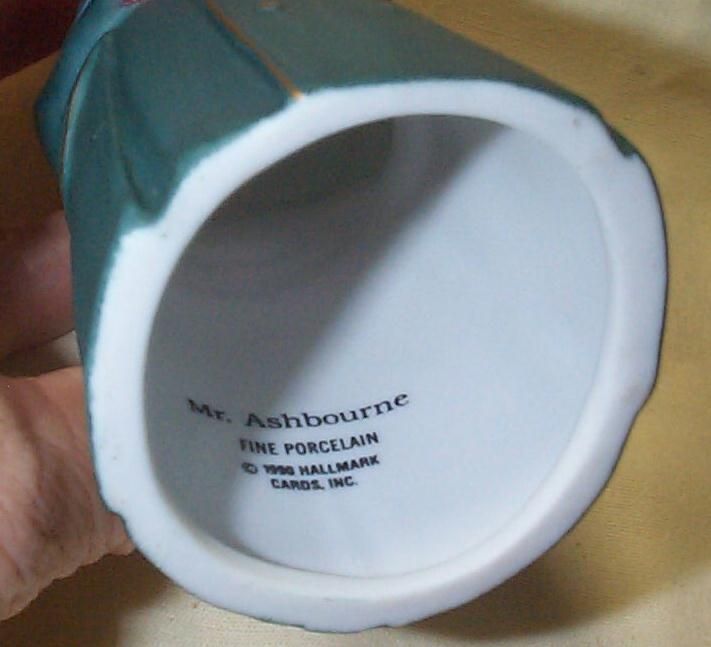 Mr. Ashbourne
FINE PORCELAIN
© 1990 HALLMARK
CARDS, INC.